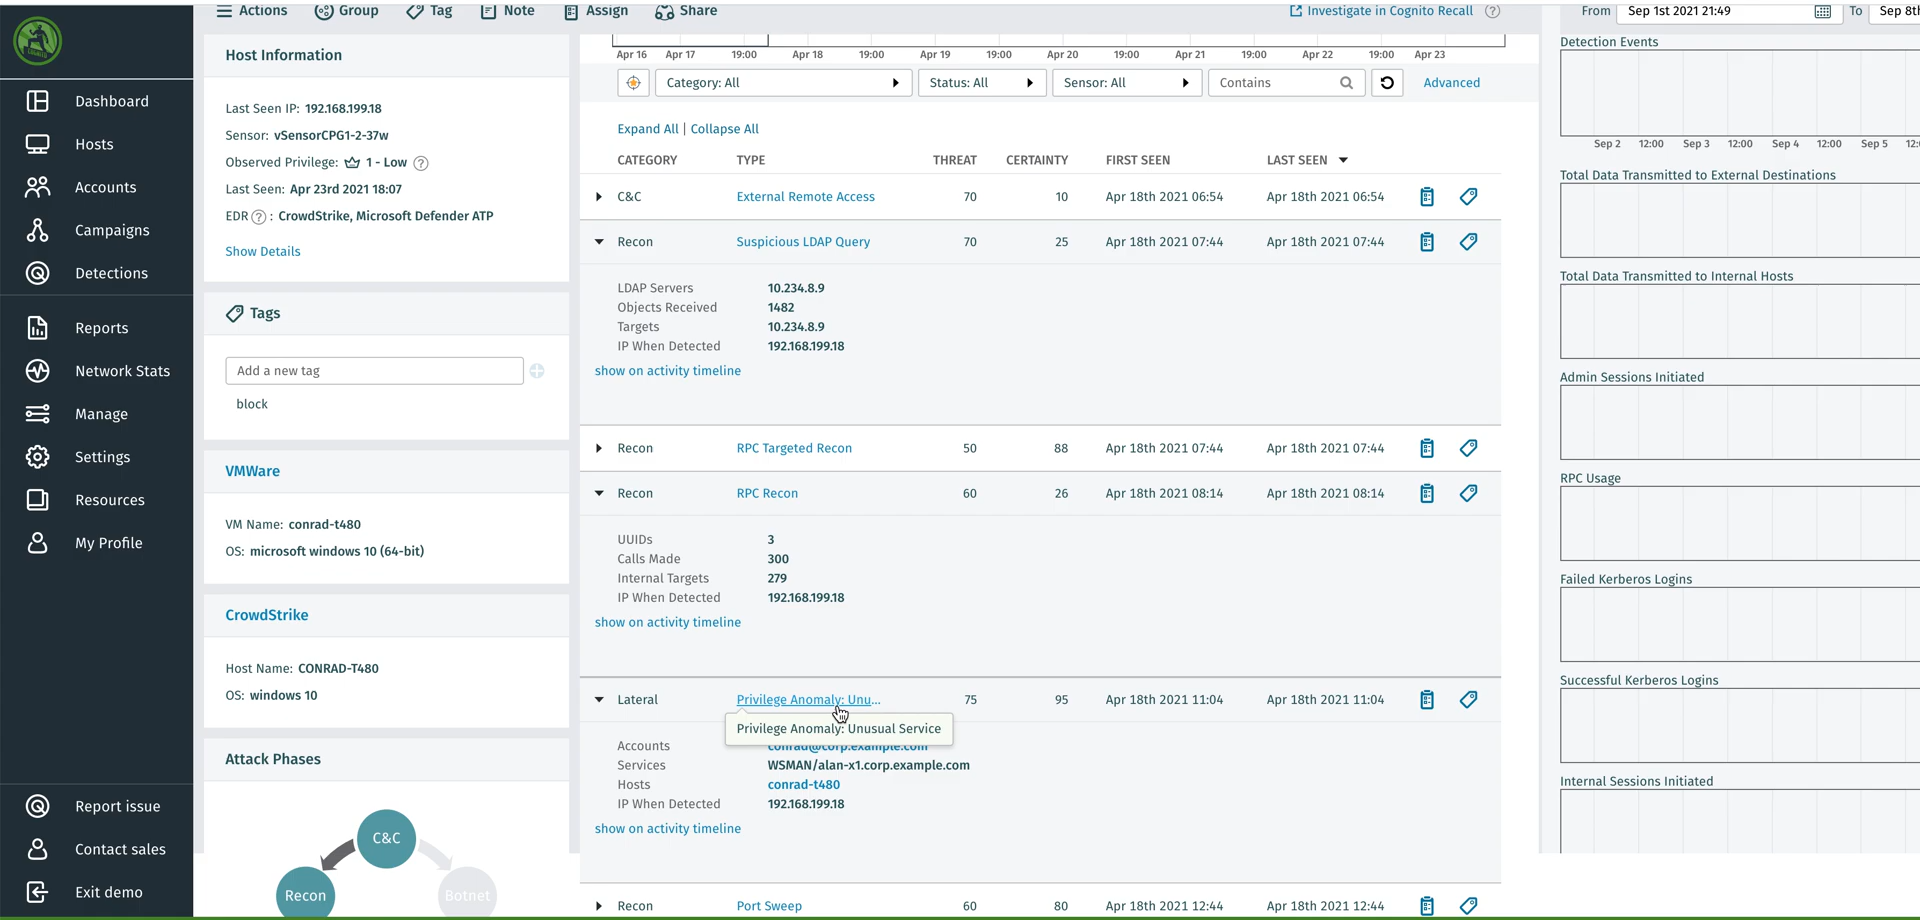 Actions Group Tag Note Assign Share Investigate in Cognito Recall ?
Dashboard
Hosts
Accounts
Campaigns
Detections
Reports
Network Stats
Manage
Settings
Resources
My Profile
Report issue
Contact sales
Exit demo
Host Information
Last Seen IP: 192.168.199.18
Sensor: vSensorCPG1-2-37w
Observed Privilege: 1 - Low ?
Last Seen: Apr 23rd 2021 18:07
EDR ? : CrowdStrike, Microsoft Defender ATP
Show Details
Tags
Add a new tag
block
VMWare
VM Name: conrad-t480
OS: microsoft windows 10 (64-bit)
CrowdStrike
Host Name: CONRAD-T480
OS: windows 10
Attack Phases
C&C
Recon Botnet
Apr 16 Apr 17 19:00 Apr 18 19:00 Apr 19 19:00 Apr 20 19:00 Apr 21 19:00 Apr 22 19:00 Apr 23
Category: All Status: All Sensor: All Contains Advanced
Expand All | Collapse All
CATEGORY TYPE THREAT CERTAINTY FIRST SEEN LAST SEEN
C&C External Remote Access 70 10 Apr 18th 2021 06:54 Apr 18th 2021 06:54
Recon Suspicious LDAP Query 70 25 Apr 18th 2021 07:44 Apr 18th 2021 07:44
LDAP Servers 10.234.8.9
Objects Received 1482
Targets 10.234.8.9
IP When Detected 192.168.199.18
show on activity timeline
Recon RPC Targeted Recon 50 88 Apr 18th 2021 07:44 Apr 18th 2021 07:44
Recon RPC Recon 60 26 Apr 18th 2021 08:14 Apr 18th 2021 08:14
UUIDs 3
Calls Made 300
Internal Targets 279
IP When Detected 192.168.199.18
show on activity timeline
Lateral Privilege Anomaly: Unu... 75 95 Apr 18th 2021 11:04 Apr 18th 2021 11:04
Privilege Anomaly: Unusual Service
Accounts conrad@corp.example.com
Services WSMAN/alan-x1.corp.example.com
Hosts conrad-t480
IP When Detected 192.168.199.18
show on activity timeline
Recon Port Sweep 60 80 Apr 18th 2021 12:44 Apr 18th 2021 12:44
From Sep 1st 2021 21:49 To Sep 8th
Detection Events
Sep 2 12:00 Sep 3 12:00 Sep 4 12:00 Sep 5 12:
Total Data Transmitted to External Destinations
Total Data Transmitted to Internal Hosts
Admin Sessions Initiated
RPC Usage
Failed Kerberos Logins
Successful Kerberos Logins
Internal Sessions Initiated